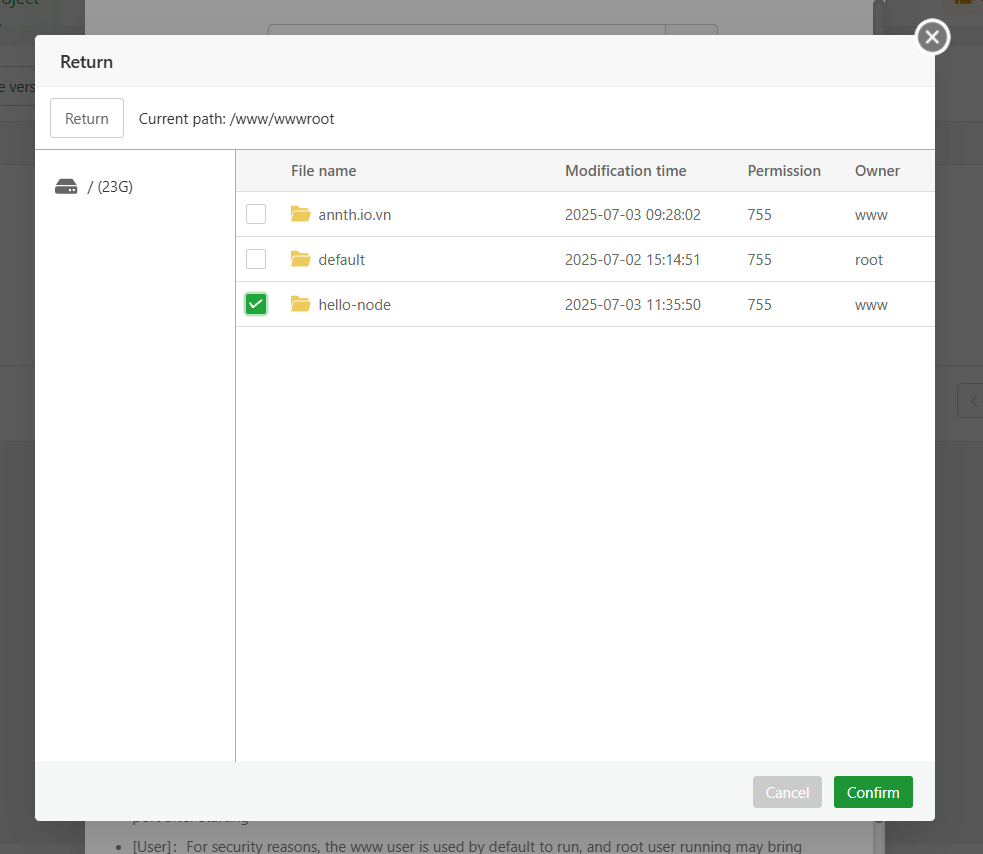 e vers
Return
Return Current path: /www/wwwroot
/ (23G)
File name Modification time Permission Owner
annth.io.vn 2025-07-03 09:28:02 755 www
default 2025-07-02 15:14:51 755 root
hello-node 2025-07-03 11:35:50 755 www
Cancel Confirm
[User]: For security reasons, the www user is used by default to run, and root user running may bring